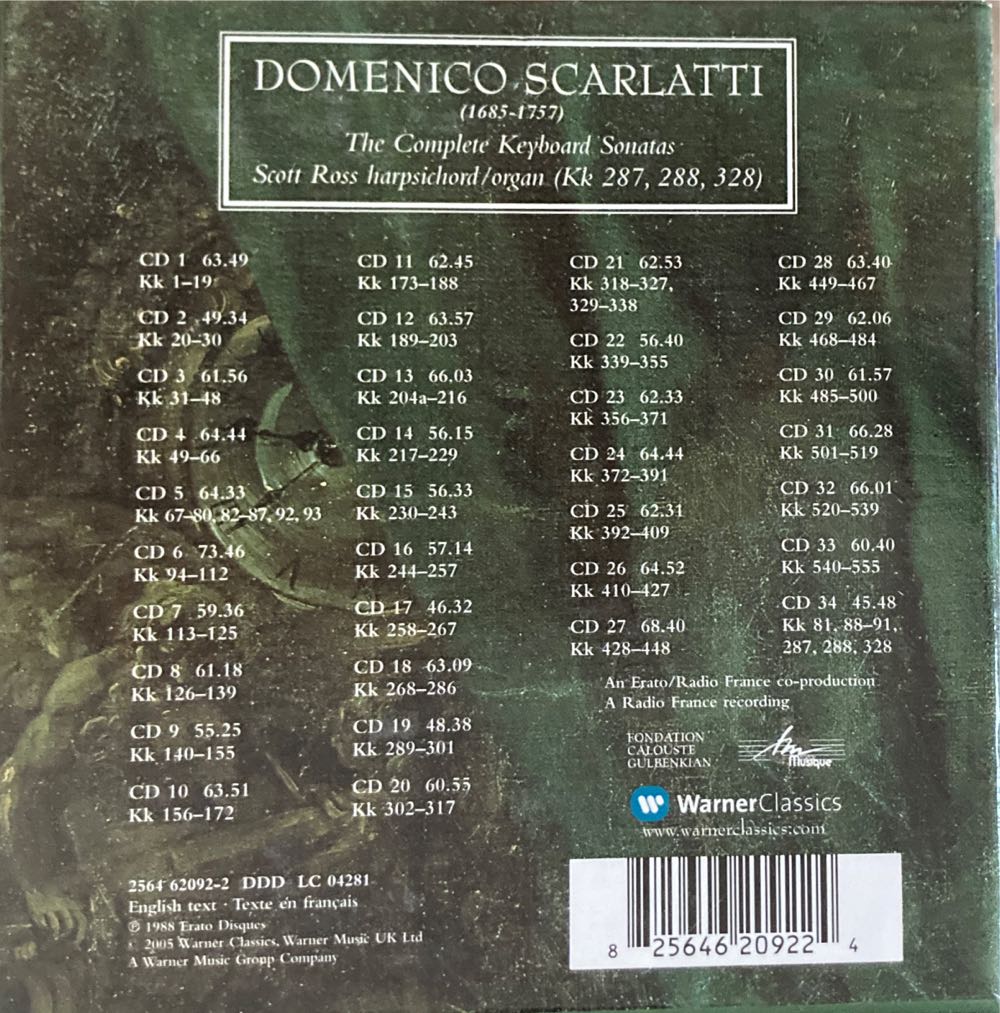 DOMENICO SCARLATTI
(1685-1757)
The Complete Keyboard Sonatas
Scott Ross harpsichord/organ (Kk 287, 288, 328)
CD 1 63.49
Kk 1–19
CD 2 49.34
Kk 20–30
CD 3 61.56
Kk 31–48
CD 4 64.44
Kk 49–66
CD 5 64.33
Kk 67–80, 82–87, 92, 93
CD 6 73.46
Kk 94–112
CD 7 59.36
Kk 113–125
CD 8 61.18
Kk 126–139
CD 9 55.25
Kk 140–155
CD 10 63.51
Kk 156–172
CD 11 62.45
Kk 173–188
CD 12 63.57
Kk 189–203
CD 13 66.03
Kk 204a–216
CD 14 56.15
Kk 217–229
CD 15 56.33
Kk 230–243
CD 16 57.14
Kk 244–257
CD 17 46.32
Kk 258–267
CD 18 63.09
Kk 268–286
CD 19 48.38
Kk 289–301
CD 20 60.55
Kk 302–317
CD 21 62.53
Kk 318–327,
329–338
CD 22 56.40
Kk 339–355
CD 23 62.33
Kk 356–371
CD 24 64.44
Kk 372–391
CD 25 62.31
Kk 392–409
CD 26 64.52
Kk 410–427
CD 27 68.40
Kk 428–448
CD 28 63.40
Kk 449–467
CD 29 62.06
Kk 468–484
CD 30 61.57
Kk 485–500
CD 31 66.28
Kk 501–519
CD 32 66.01
Kk 520–539
CD 33 60.40
Kk 540–555
CD 34 45.48
Kk 81, 88–91,
287, 288, 328
An Erato/Radio France co-production
A Radio France recording
FONDATION
CALOUSTE
GULBENKIAN
fm
Musique
WarnerClassics
www.warnerclassics.com
2564 62092-2 DDD LC 04281
English text · Texte en français
℗ 1988 Erato Disques
© 2005 Warner Classics, Warner Music UK Ltd
A Warner Music Group Company
8 25646 20922 4